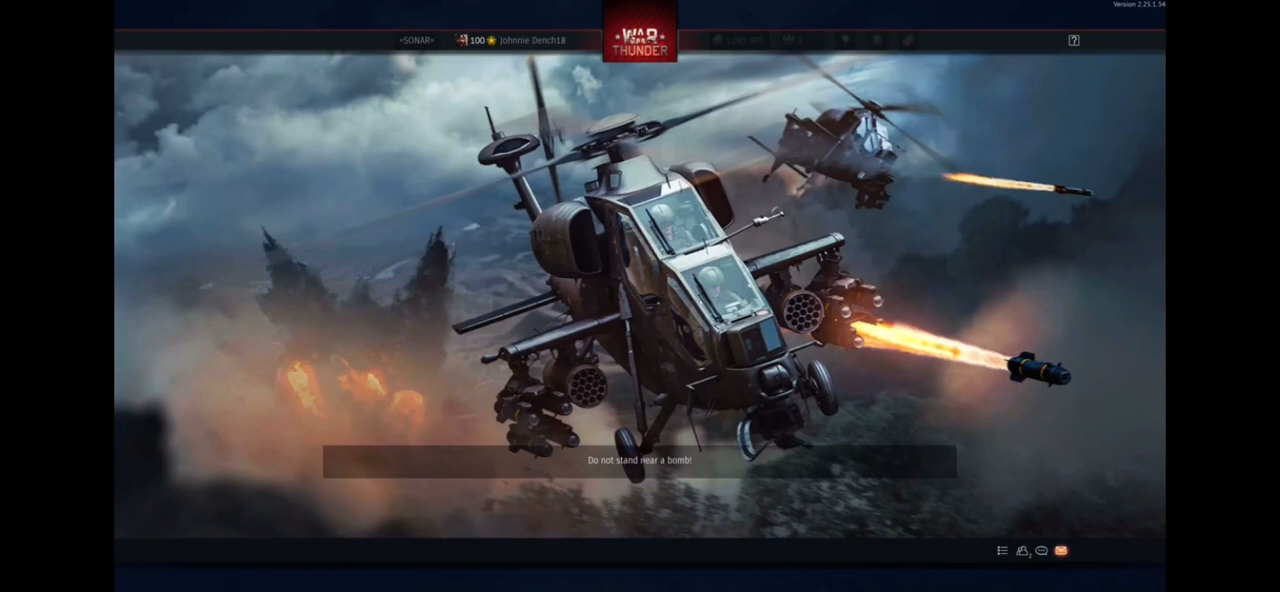 Version 2.25.1.34
=SONAR= 100 Johnnie Dench18
WAR
THUNDER
Do not stand near a bomb!